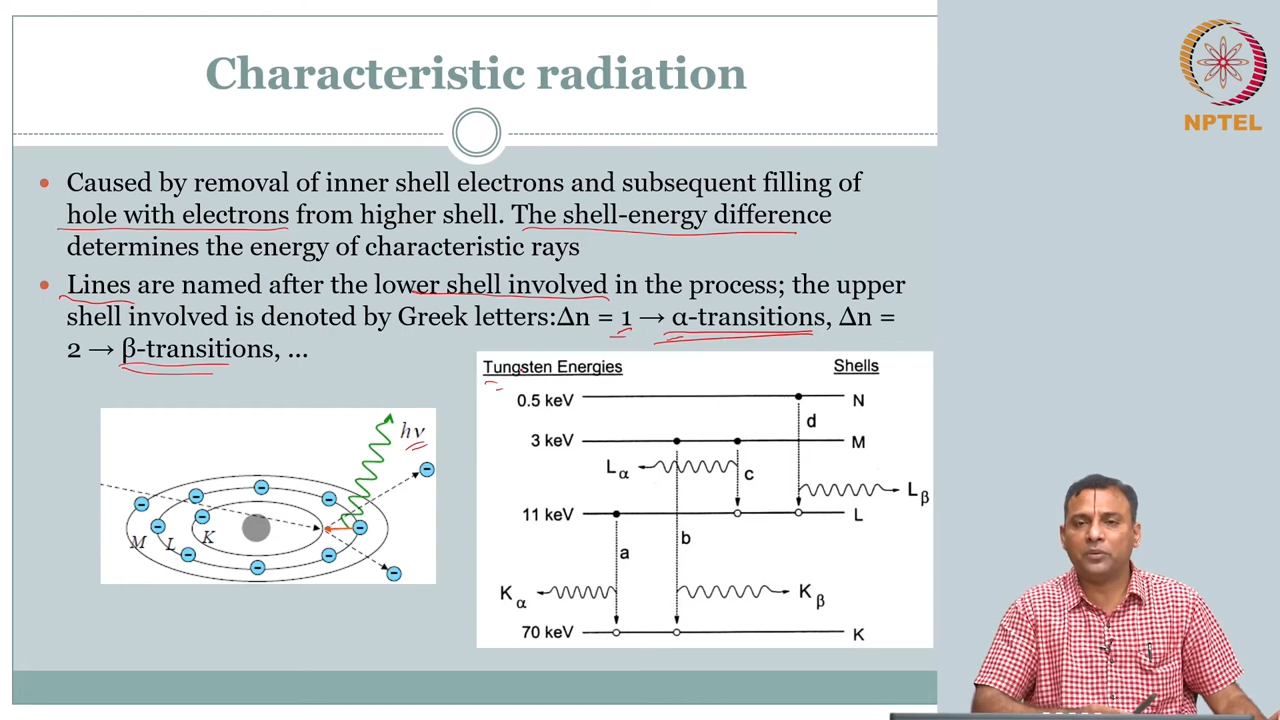 Characteristic radiation
NPTEL
• Caused by removal of inner shell electrons and subsequent filling of
hole with electrons from higher shell. The shell-energy difference
determines the energy of characteristic rays
• Lines are named after the lower shell involved in the process; the upper
shell involved is denoted by Greek letters:Δn = 1 → α-transitions, Δn =
2 → β-transitions, ...
hν
M
L
K
Tungsten Energies
Shells
0.5 keV
N
d
3 keV
M
Lα
c
Lβ
11 keV
L
a
b
Kα
Kβ
70 keV
K